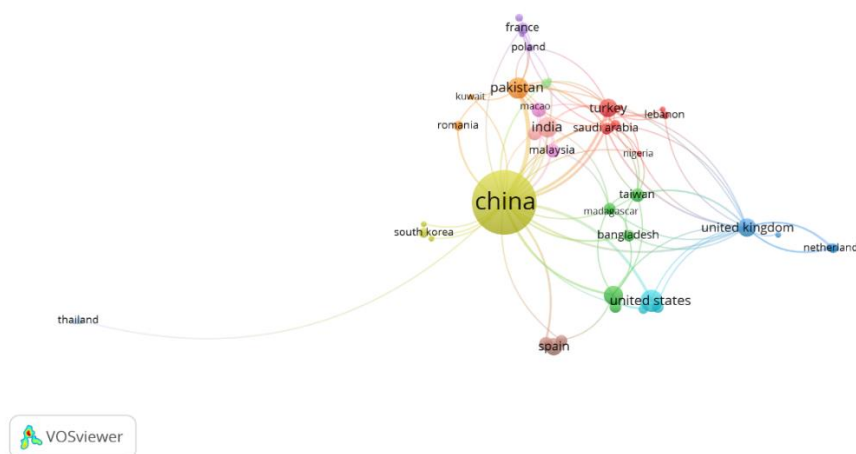 france
poland
pakistan
kuwait
macao
turkey
lebanon
romania
india
saudi arabia
malaysia
nigeria
china
taiwan
madagascar
south korea
bangladesh
united kingdom
netherland
united states
thailand
spain
VOSviewer